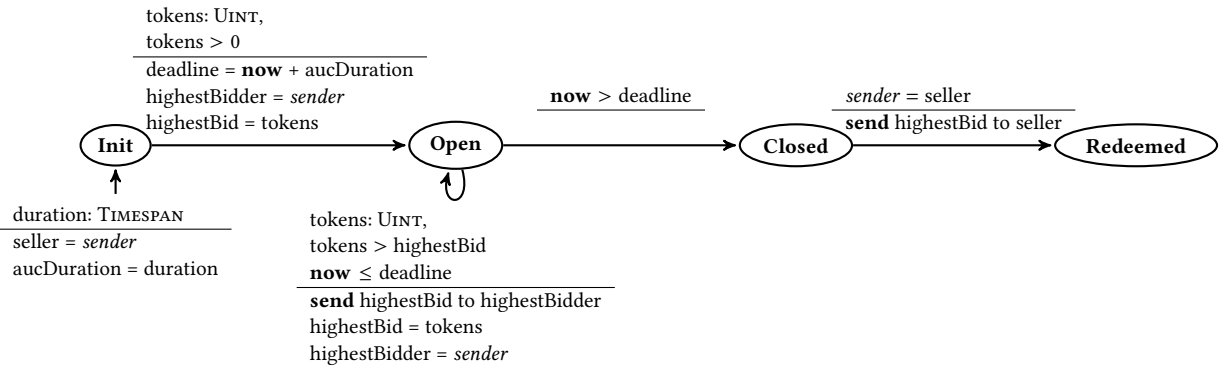 tokens: UINT,
tokens > 0
deadline = now + aucDuration
highestBidder = sender
highestBid = tokens
now > deadline
sender = seller
send highestBid to seller
Init
Open
Closed
Redeemed
duration: TIMESPAN
seller = sender
aucDuration = duration
tokens: UINT,
tokens > highestBid
now ≤ deadline
send highestBid to highestBidder
highestBid = tokens
highestBidder = sender